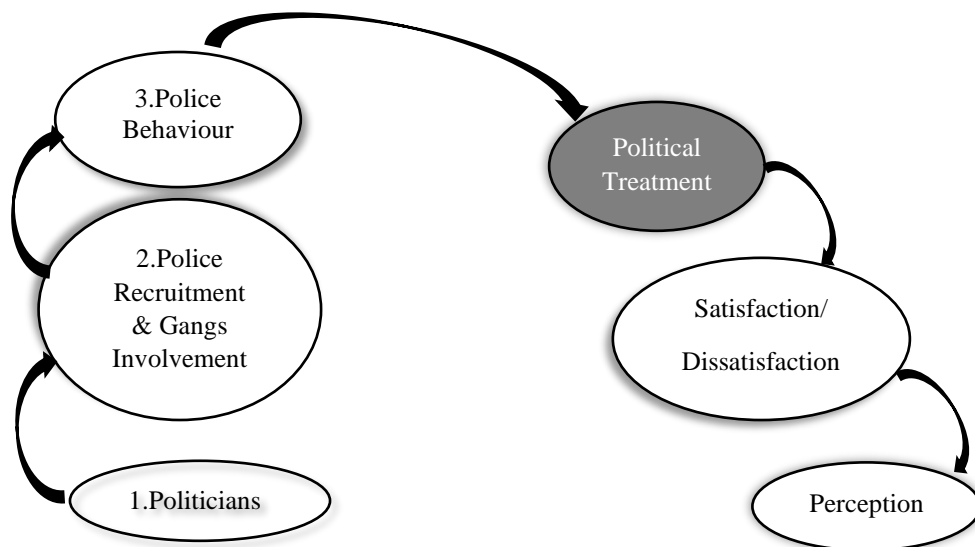 3.Police
Behaviour
2.Police
Recruitment
& Gangs
Involvement
1.Politicians
Political
Treatment
Satisfaction/
Dissatisfaction
Perception